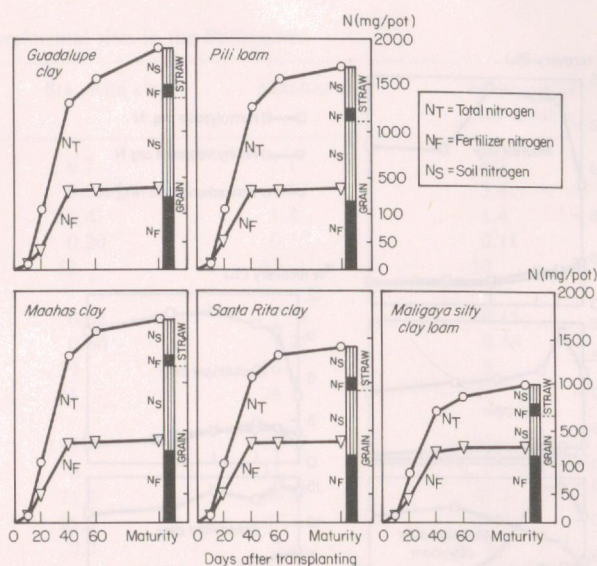 N(mg/pot)
Guadalupe
clay
Pili loam
2000
1500
1000
500
100
50
0
NS
NF
NS
NF
STRAW
GRAIN
NT
NF
NS
NF
NS
NF
STRAW
GRAIN
NT
NF
NT = Total nitrogen
NF = Fertilizer nitrogen
NS = Soil nitrogen
N(mg/pot)
Maahas clay
Santa Rita clay
Maligaya silty
clay loam
2000
1500
1000
500
100
50
0
NS
NF
NS
NF
STRAW
GRAIN
NT
NF
NS
NF
NS
NF
STRAW
GRAIN
NT
NF
NS
NF
NS
NF
STRAW
GRAIN
NT
NF
0 20 40 60 Maturity
0 20 40 60 Maturity
0 20 40 60 Maturity
Days after transplanting